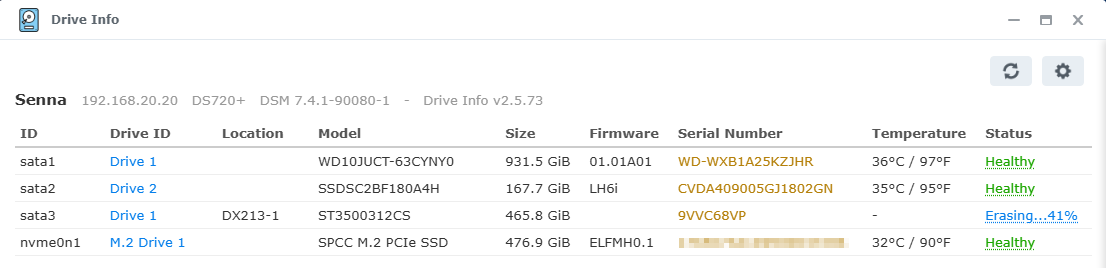 Drive Info
Senna 192.168.20.20 DS720+ DSM 7.4.1-90080-1 - Drive Info v2.5.73
ID Drive ID Location Model Size Firmware Serial Number Temperature Status
sata1 Drive 1 WD10JUCT-63CYNY0 931.5 GiB 01.01A01 WD-WXB1A25KZJHR 36°C / 97°F Healthy
sata2 Drive 2 SSDSC2BF180A4H 167.7 GiB LH6i CVDA409005GJ1802GN 35°C / 95°F Healthy
sata3 Drive 1 DX213-1 ST3500312CS 465.8 GiB 9VVC68VP - Erasing...41%
nvme0n1 M.2 Drive 1 SPCC M.2 PCIe SSD 476.9 GiB ELFMH0.1 32°C / 90°F Healthy